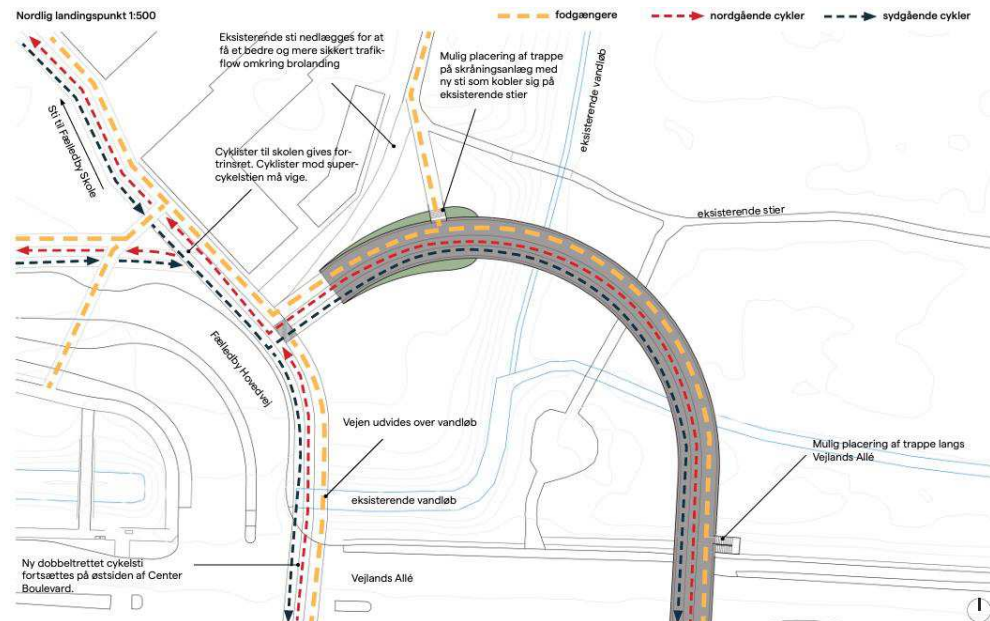 Nordlig landingspunkt 1:500
fodgængere
nordgående cykler
sydgående cykler
Eksisterende sti nedlægges for at
få et bedre og mere sikkert trafik-
flow omkring brolanding
Mulig placering af trappe
på skråningsanlæg med
ny sti som kobler sig på
eksisterende stier
eksisterende vandløb
Sti til Fælledby Skole
Cyklister til skolen gives for-
trinsret. Cyklister mod super-
cykelstien må vige.
eksisterende stier
Fælledby Hovedvej
Vejen udvides over vandløb
Mulig placering af trappe langs
Vejlands Allé
eksisterende vandløb
Ny dobbeltrettet cykelsti
fortsættes på østsiden af Center
Boulevard.
Vejlands Allé